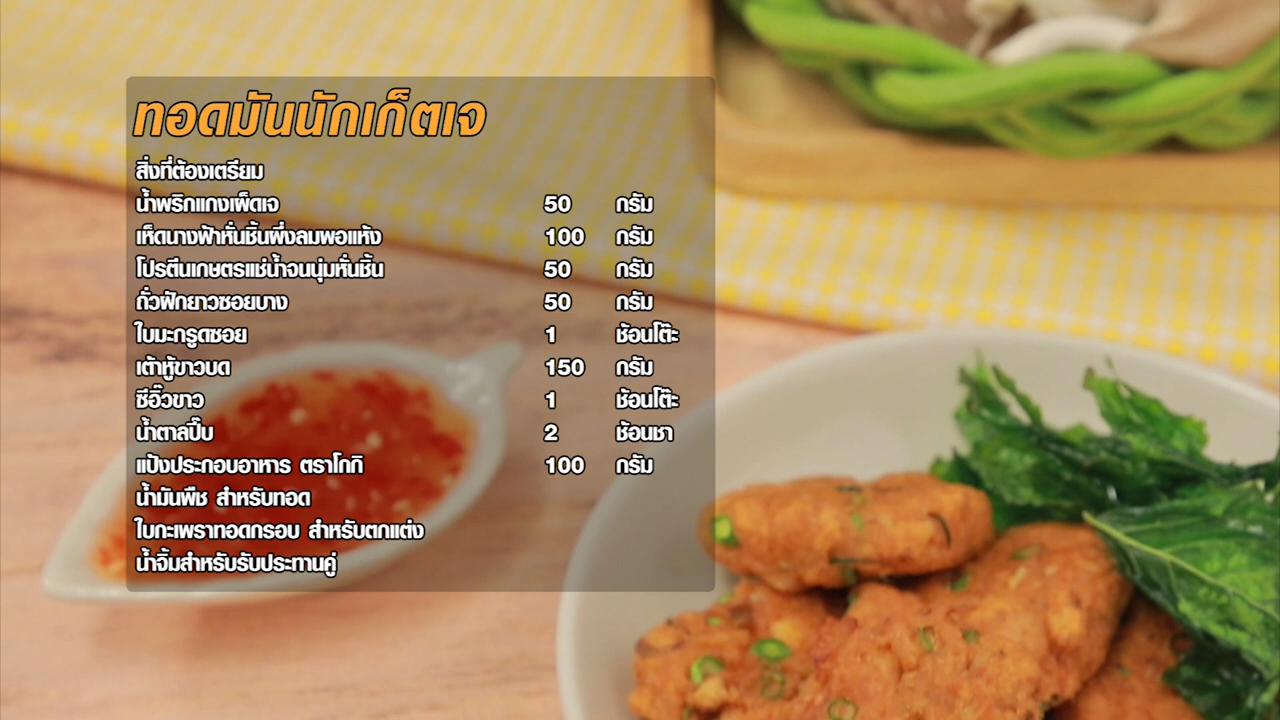 ทอดมันนักเก็ตเจ
สิ่งที่ต้องเตรียม
น้ำพริกแกงเผ็ดเจ 50 กรัม
เห็ดนางฟ้าหั่นชิ้นผึ่งลมพอแห้ง 100 กรัม
โปรตีนเกษตรแช่น้ำจนนุ่มหั่นชิ้น 50 กรัม
ถั่วฝักยาวซอยบาง 50 กรัม
ใบมะกรูดซอย 1 ช้อนโต๊ะ
เต้าหู้ขาวบด 150 กรัม
ซีอิ๊วขาว 1 ช้อนโต๊ะ
น้ำตาลปี๊บ 2 ช้อนชา
แป้งประกอบอาหาร ตราโกกิ 100 กรัม
น้ำมันพืช สำหรับทอด
ใบกะเพราทอดกรอบ สำหรับตกแต่ง
น้ำจิ้มสำหรับรับประทานคู่